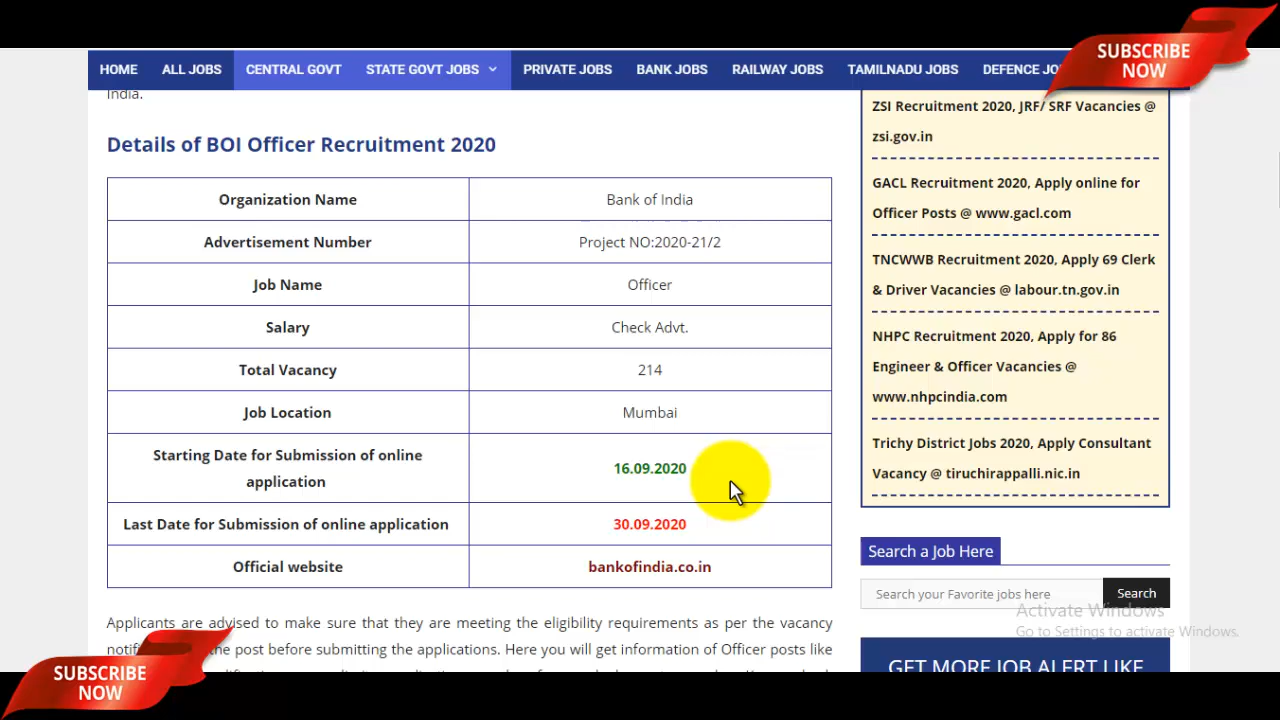 SUBSCRIBE
NOW
HOME ALL JOBS CENTRAL GOVT STATE GOVT JOBS PRIVATE JOBS BANK JOBS RAILWAY JOBS TAMILNADU JOBS DEFENCE
India.
Details of BOI Officer Recruitment 2020
Organization Name Bank of India
Advertisement Number Project NO:2020-21/2
Job Name Officer
Salary Check Advt.
Total Vacancy 214
Job Location Mumbai
Starting Date for Submission of online
application
16.09.2020
Last Date for Submission of online application 30.09.2020
Official website bankofindia.co.in
Applicants are advised to make sure that they are meeting the eligibility requirements as per the vacancy
the post before submitting the applications. Here you will get information of Officer posts like
ZSI Recruitment 2020, JRF/ SRF Vacancies @
zsi.gov.in
GACL Recruitment 2020, Apply online for
Officer Posts @ www.gacl.com
TNCWWB Recruitment 2020, Apply 69 Clerk
& Driver Vacancies @ labour.tn.gov.in
NHPC Recruitment 2020, Apply for 86
Engineer & Officer Vacancies @
www.nhpcindia.com
Trichy District Jobs 2020, Apply Consultant
Vacancy @ tiruchirappalli.nic.in
Search a Job Here
Search your Favorite jobs here Search
Activate Windows
Go to Settings to activate Windows.
GET MORE JOB ALERT LIKE
SUBSCRIBE
NOW